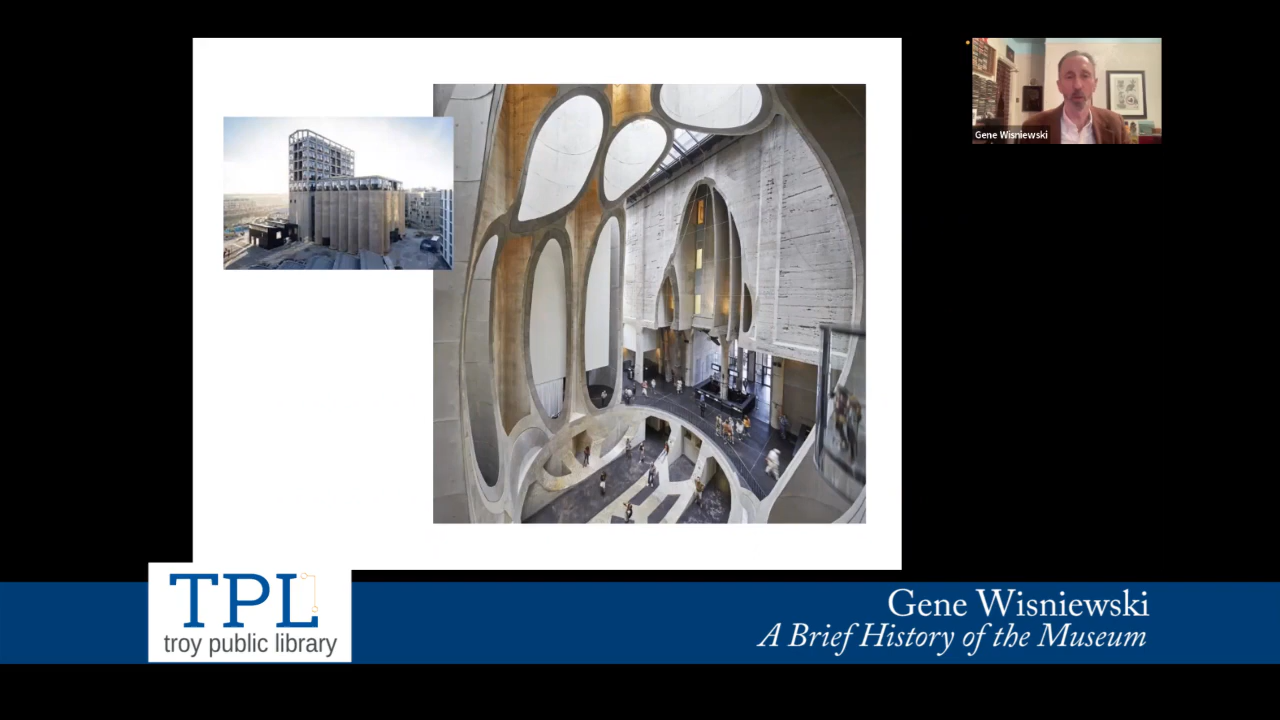 Gene Wisniewski
TPL
troy public library
Gene Wisniewski
A Brief History of the Museum